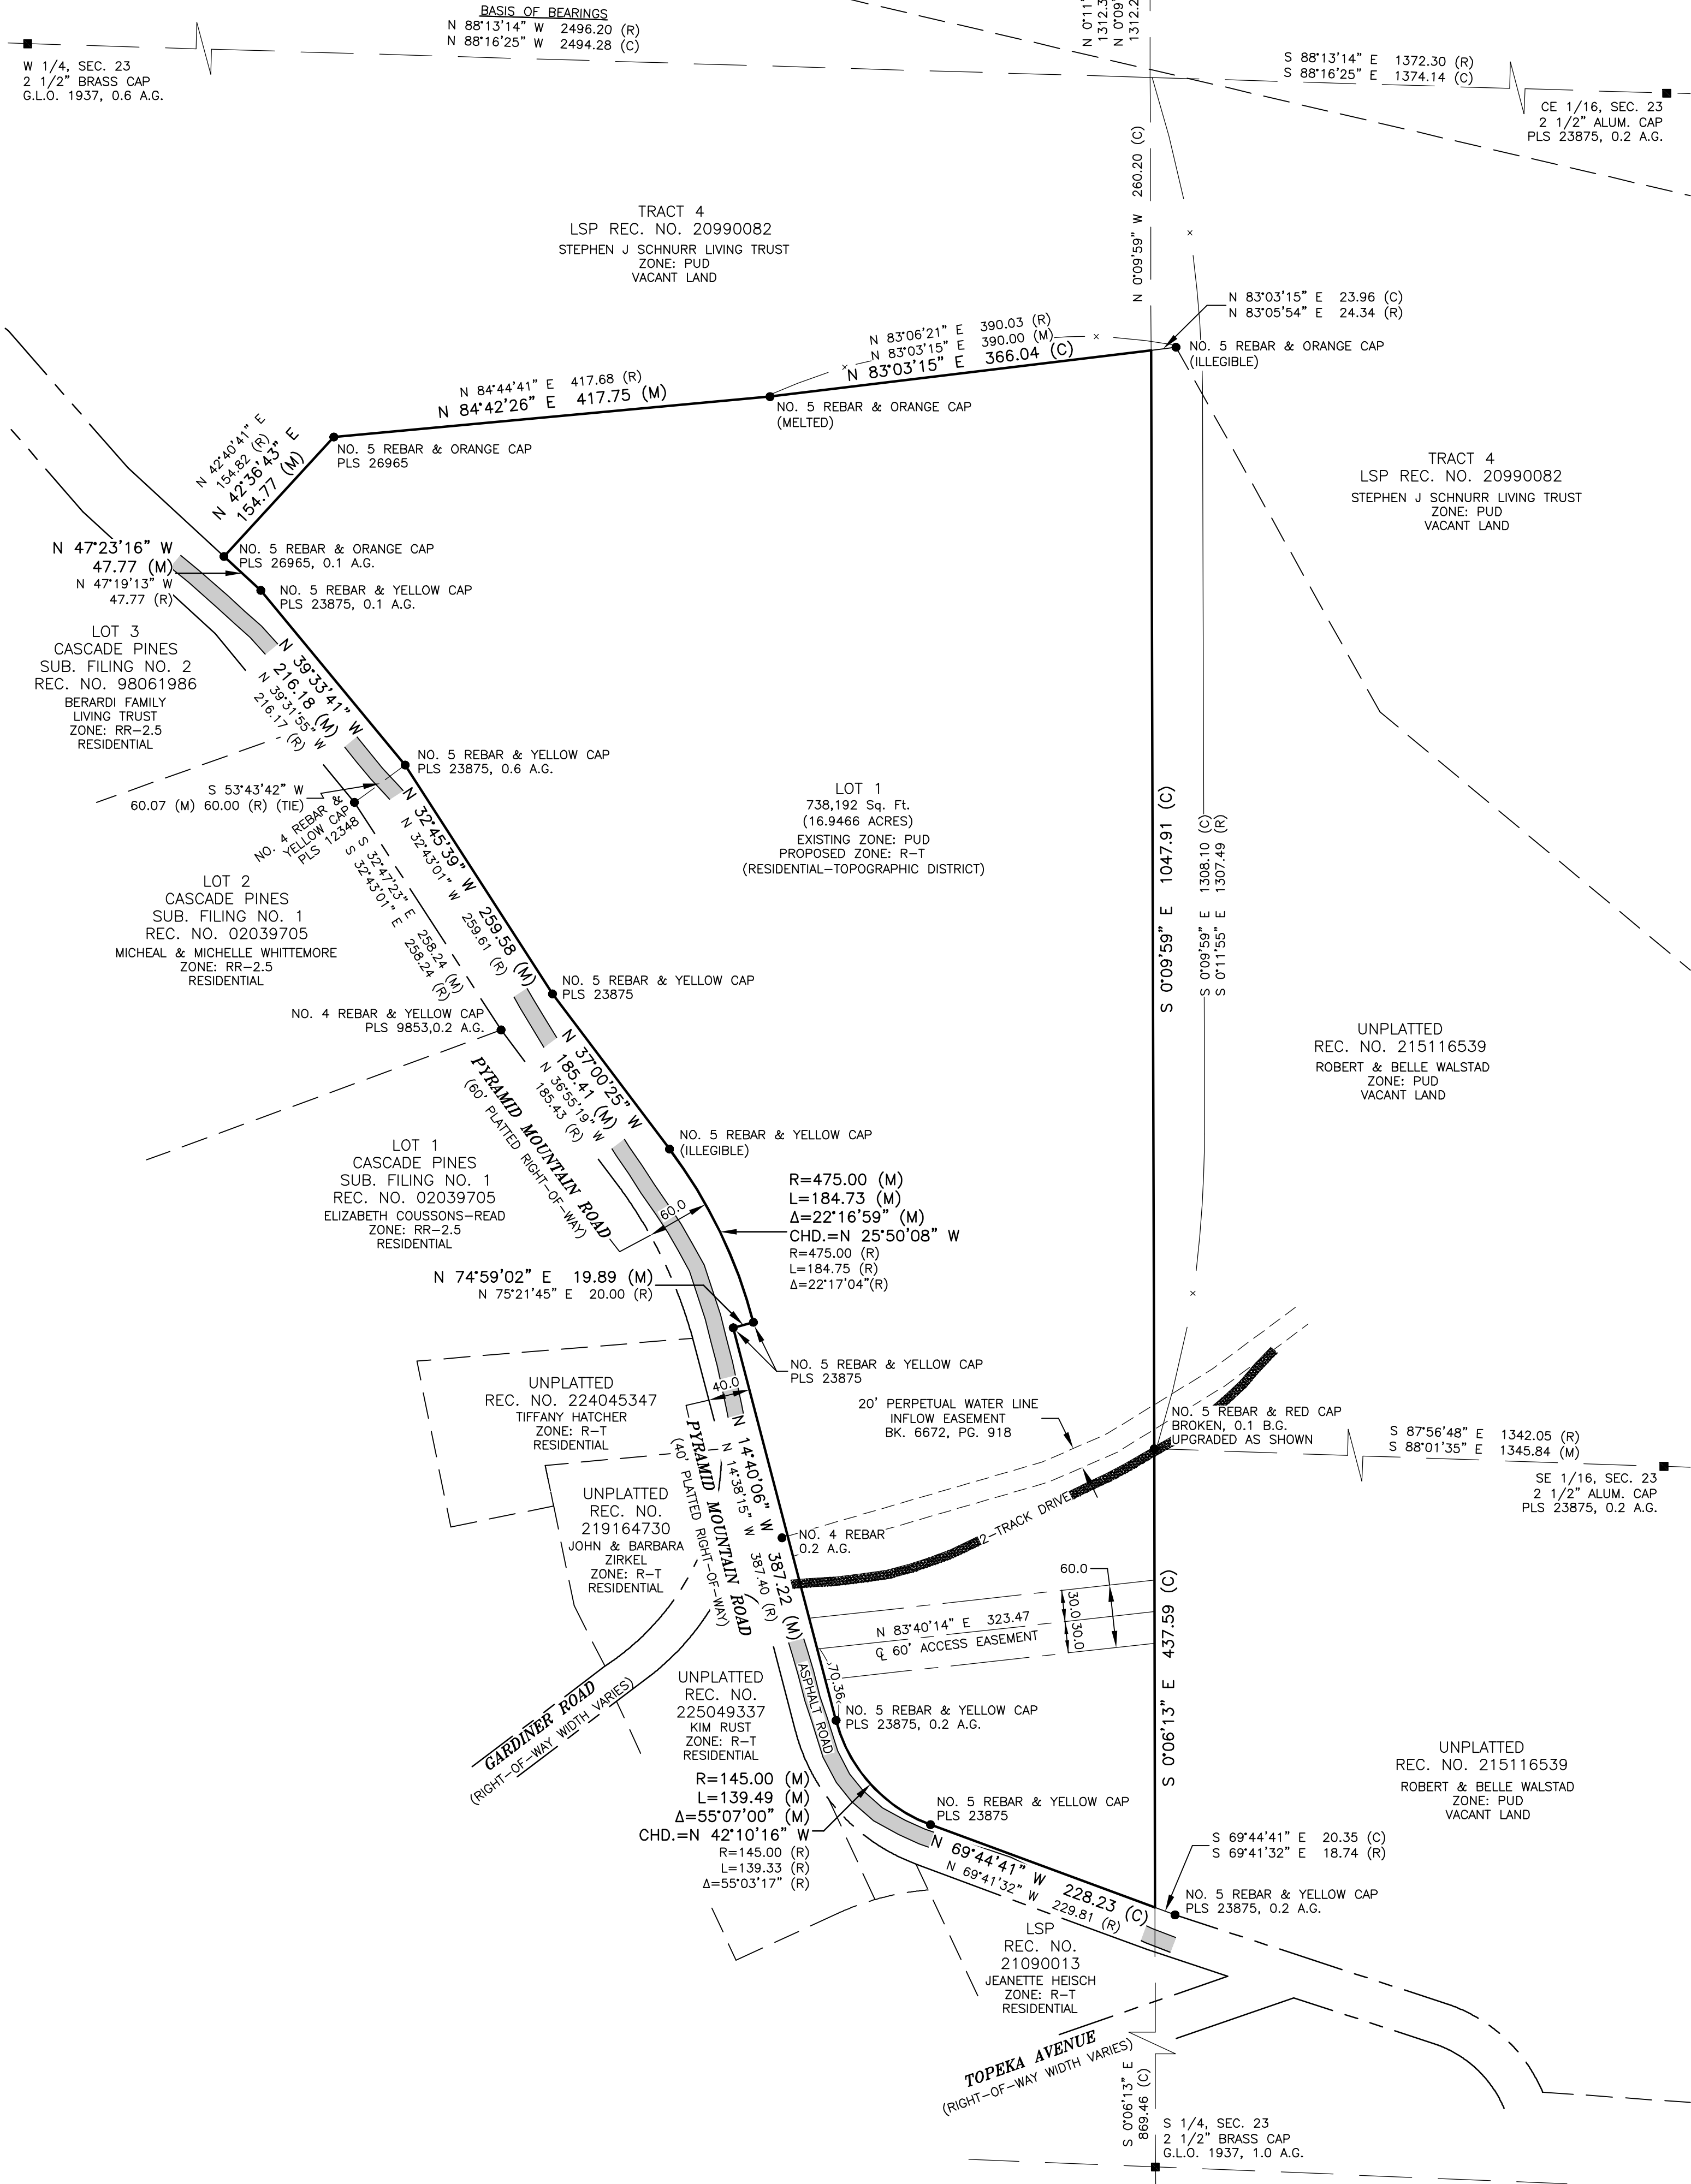 BASIS OF BEARINGS
N 88°13'14" W 2496.20 (R)
N 88°16'25" W 2494.28 (C)
W 1/4, SEC. 23
2 1/2" BRASS CAP
G.L.O. 1937, 0.6 A.G.
S 88°13'14" E 1372.30 (R)
S 88°16'25" E 1374.14 (C)
CE 1/16, SEC. 23
2 1/2" ALUM. CAP
PLS 23875, 0.2 A.G.
N 0°09'59" W 260.20 (C)
TRACT 4
LSP REC. NO. 20990082
STEPHEN J SCHNURR LIVING TRUST
ZONE: PUD
VACANT LAND
N 83°03'15" E 23.96 (C)
N 83°05'54" E 24.34 (R)
NO. 5 REBAR & ORANGE CAP
(ILLEGIBLE)
N 83°06'21" E 390.03 (R)
N 83°03'15" E 390.00 (M)
N 83°03'15" E 366.04 (C)
N 84°44'41" E 417.68 (R)
N 84°42'26" E 417.75 (M)
NO. 5 REBAR & ORANGE CAP
(MELTED)
NO. 5 REBAR & ORANGE CAP
PLS 26965
N 42°40'41" E
154.82 (R)
N 42°36'43" E
154.77 (M)
TRACT 4
LSP REC. NO. 20990082
STEPHEN J SCHNURR LIVING TRUST
ZONE: PUD
VACANT LAND
N 47°23'16" W
47.77 (M)
N 47°19'13" W
47.77 (R)
NO. 5 REBAR & ORANGE CAP
PLS 26965, 0.1 A.G.
NO. 5 REBAR & YELLOW CAP
PLS 23875, 0.1 A.G.
LOT 3
CASCADE PINES
SUB. FILING NO. 2
REC. NO. 98061986
BERARDI FAMILY
LIVING TRUST
ZONE: RR-2.5
RESIDENTIAL
N 39°33'41" W
216.18 (M)
N 39°31'55" W
216.17 (R)
NO. 5 REBAR & YELLOW CAP
PLS 23875, 0.6 A.G.
S 53°43'42" W
60.07 (M) 60.00 (R) (TIE)
NO. 4 REBAR &
YELLOW CAP
PLS 12348
LOT 1
738,192 Sq. Ft.
(16.9466 ACRES)
EXISTING ZONE: PUD
PROPOSED ZONE: R-T
(RESIDENTIAL-TOPOGRAPHIC DISTRICT)
S 0°09'59" E 1047.91 (C)
S 0°09'59" E 1308.10 (C)
S 0°11'55" E 1307.49 (R)
N 32°45'39" W 259.58 (M)
N 32°43'01" W 259.61 (R)
S 32°47'23" E 258.24 (M)
S 32°43'01" E 258.24 (R)
LOT 2
CASCADE PINES
SUB. FILING NO. 1
REC. NO. 02039705
MICHEAL & MICHELLE WHITTEMORE
ZONE: RR-2.5
RESIDENTIAL
NO. 5 REBAR & YELLOW CAP
PLS 23875
NO. 4 REBAR & YELLOW CAP
PLS 9853,0.2 A.G.
UNPLATTED
REC. NO. 215116539
ROBERT & BELLE WALSTAD
ZONE: PUD
VACANT LAND
N 37°00'25" W
185.41 (M)
N 36°55'19" W
185.43 (R)
PYRAMID MOUNTAIN ROAD
(60' PLATTED RIGHT-OF-WAY)
NO. 5 REBAR & YELLOW CAP
(ILLEGIBLE)
LOT 1
CASCADE PINES
SUB. FILING NO. 1
REC. NO. 02039705
ELIZABETH COUSSONS-READ
ZONE: RR-2.5
RESIDENTIAL
60.0
R=475.00 (M)
L=184.73 (M)
Δ=22°16'59" (M)
CHD.=N 25°50'08" W
R=475.00 (R)
L=184.75 (R)
Δ=22°17'04"(R)
N 74°59'02" E 19.89 (M)
N 75°21'45" E 20.00 (R)
NO. 5 REBAR & YELLOW CAP
PLS 23875
40.0
UNPLATTED
REC. NO. 224045347
TIFFANY HATCHER
ZONE: R-T
RESIDENTIAL
20' PERPETUAL WATER LINE
INFLOW EASEMENT
BK. 6672, PG. 918
NO. 5 REBAR & RED CAP
BROKEN, 0.1 B.G.
UPGRADED AS SHOWN
S 87°56'48" E 1342.05 (R)
S 88°01'35" E 1345.84 (M)
SE 1/16, SEC. 23
2 1/2" ALUM. CAP
PLS 23875, 0.2 A.G.
N 14°40'06" W 387.22 (M)
N 14°38'15" W 387.40 (R)
PYRAMID MOUNTAIN ROAD
(40' PLATTED RIGHT-OF-WAY)
UNPLATTED
REC. NO.
219164730
JOHN & BARBARA
ZIRKEL
ZONE: R-T
RESIDENTIAL
NO. 4 REBAR
0.2 A.G.
2-TRACK DRIVE
60.0
30.0
30.0
N 83°40'14" E 323.47
℄ 60' ACCESS EASEMENT
S 0°06'13" E 437.59 (C)
70.36
ASPHALT ROAD
GARDINER ROAD
(RIGHT-OF-WAY WIDTH VARIES)
UNPLATTED
REC. NO.
225049337
KIM RUST
ZONE: R-T
RESIDENTIAL
NO. 5 REBAR & YELLOW CAP
PLS 23875, 0.2 A.G.
R=145.00 (M)
L=139.49 (M)
Δ=55°07'00" (M)
CHD.=N 42°10'16" W
R=145.00 (R)
L=139.33 (R)
Δ=55°03'17" (R)
NO. 5 REBAR & YELLOW CAP
PLS 23875
UNPLATTED
REC. NO. 215116539
ROBERT & BELLE WALSTAD
ZONE: PUD
VACANT LAND
N 69°44'41" W 228.23 (C)
N 69°41'32" W 229.81 (R)
S 69°44'41" E 20.35 (C)
S 69°41'32" E 18.74 (R)
NO. 5 REBAR & YELLOW CAP
PLS 23875, 0.2 A.G.
LSP
REC. NO.
21090013
JEANETTE HEISCH
ZONE: R-T
RESIDENTIAL
TOPEKA AVENUE
(RIGHT-OF-WAY WIDTH VARIES)
S 0°06'13" E
869.46 (C)
S 1/4, SEC. 23
2 1/2" BRASS CAP
G.L.O. 1937, 1.0 A.G.